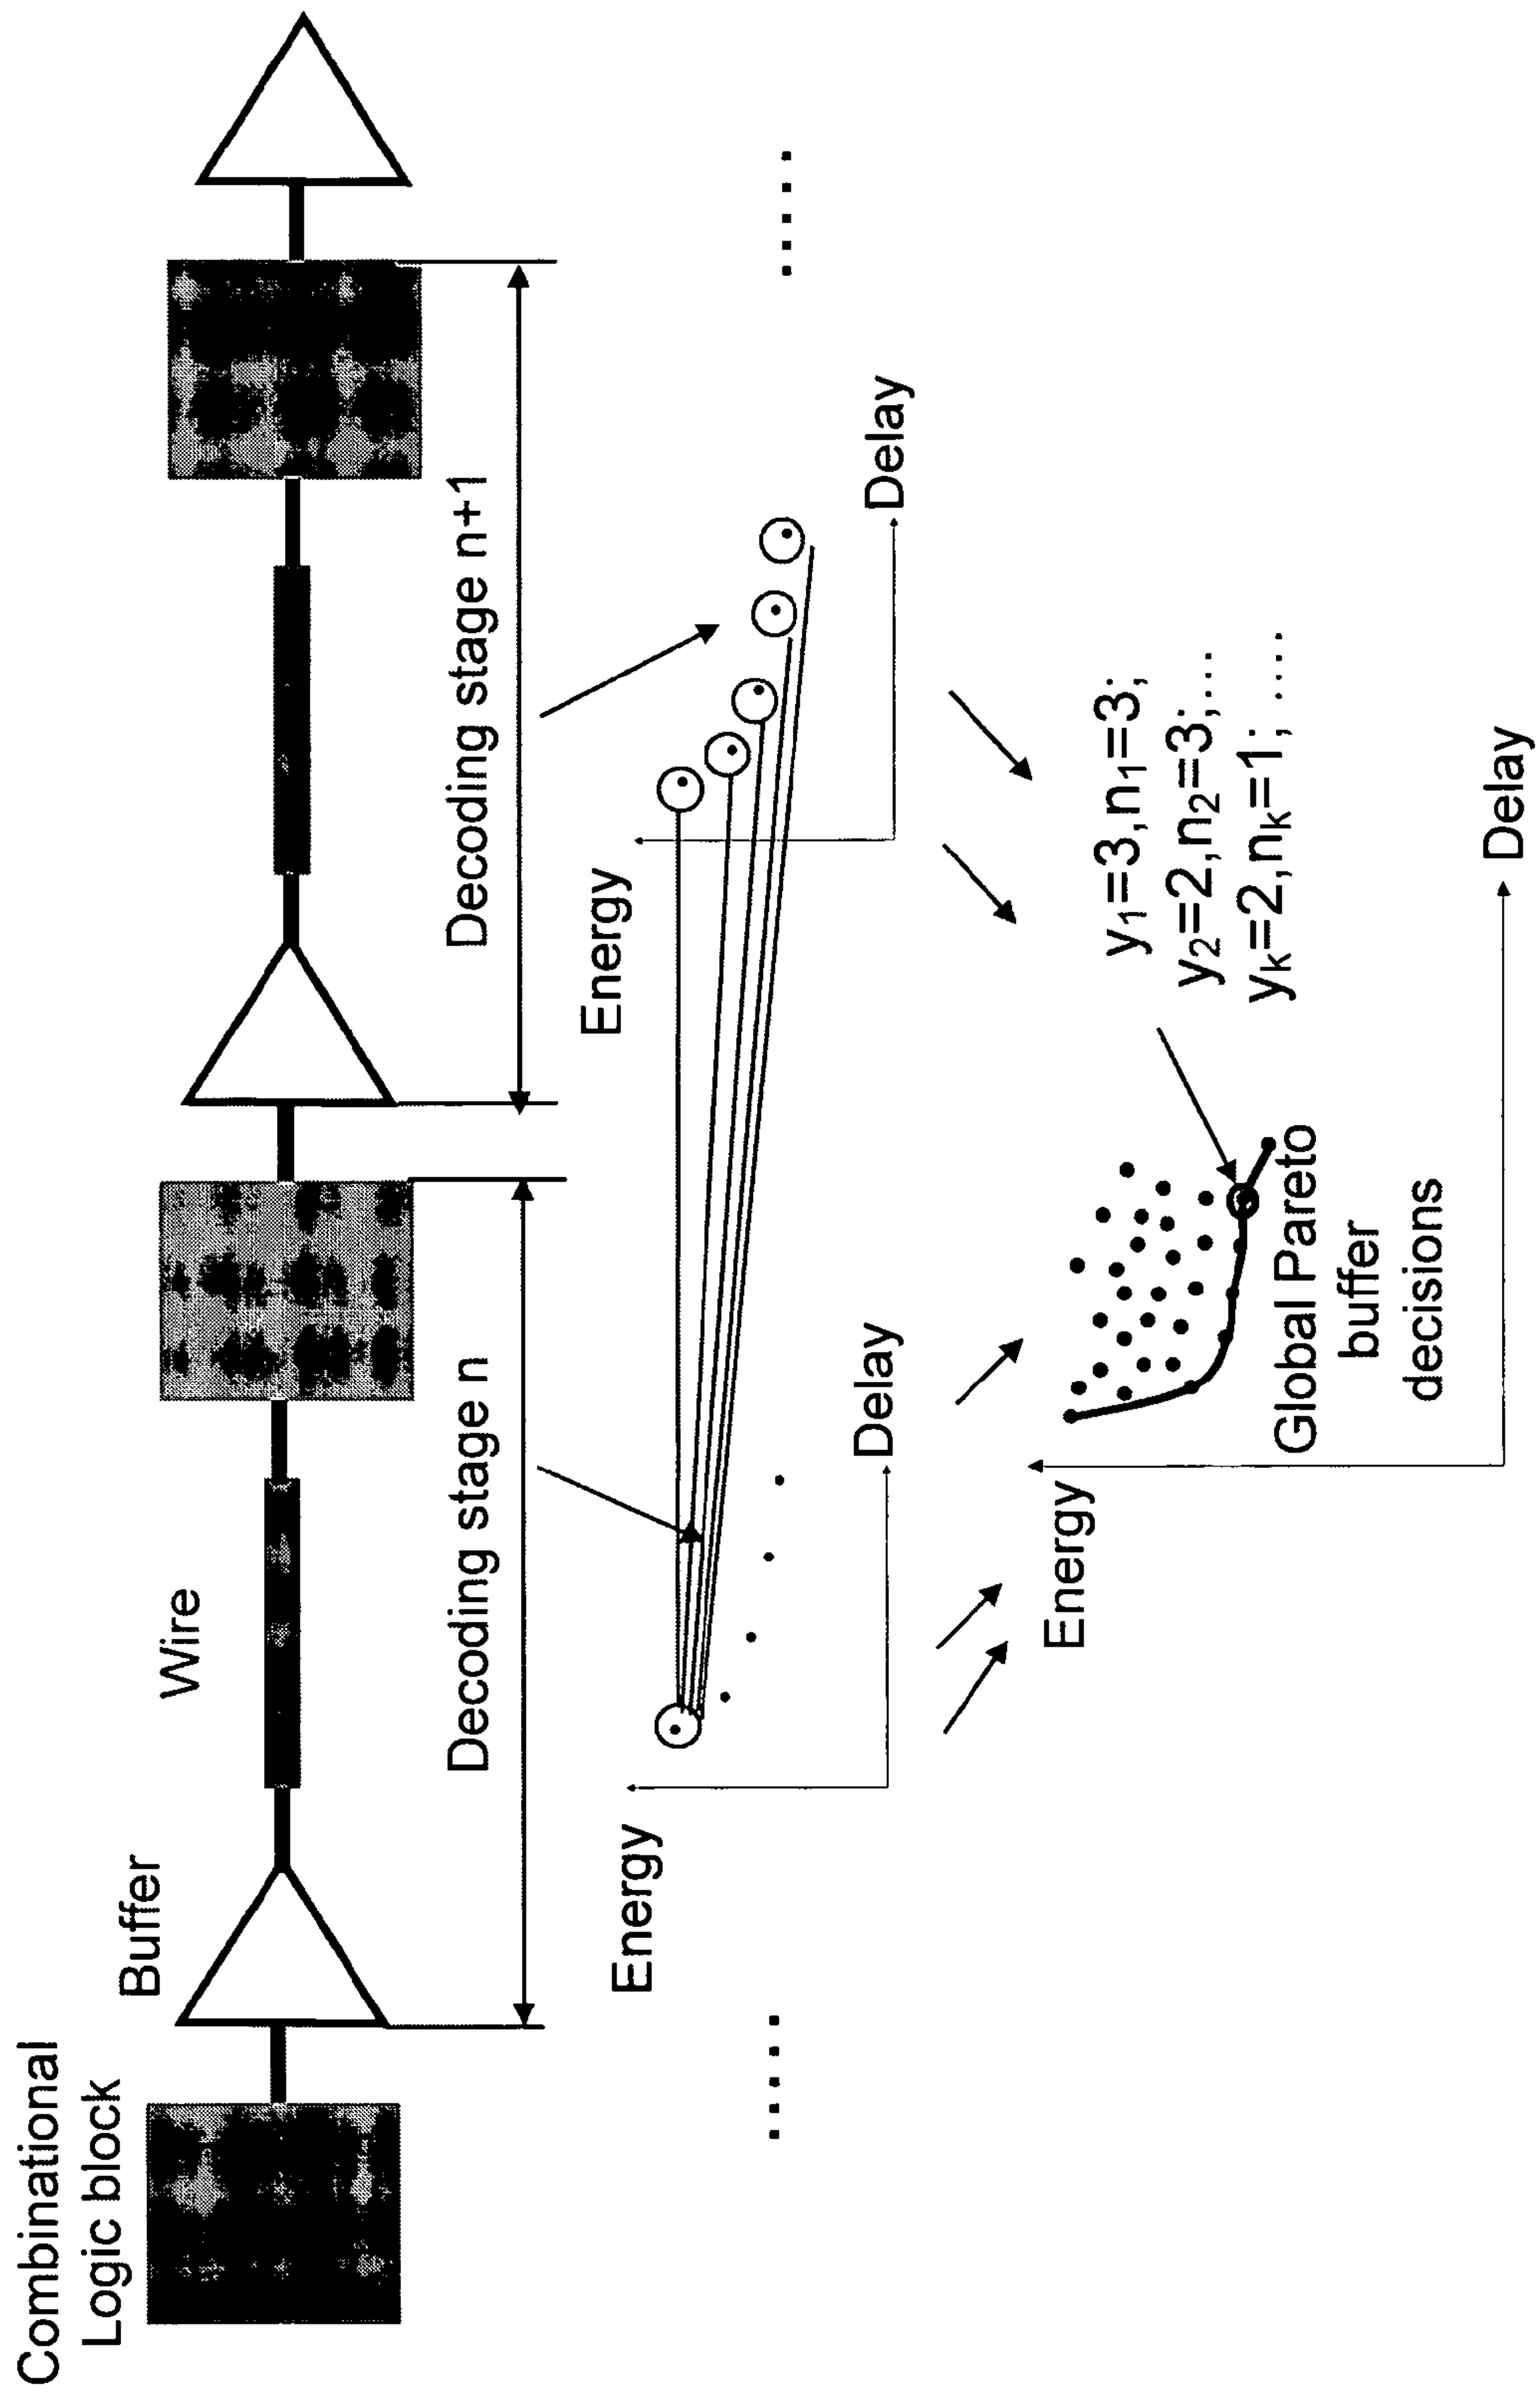 Combinational
Logic block
Buffer
Wire
Decoding stage n
Decoding stage n+1
Energy
Delay
Energy
Delay
y₁=3,n₁=3;
y₂=2,n₂=3;...
yₖ=2,nₖ=1; ....
Energy
Global Pareto
buffer
decisions
Delay